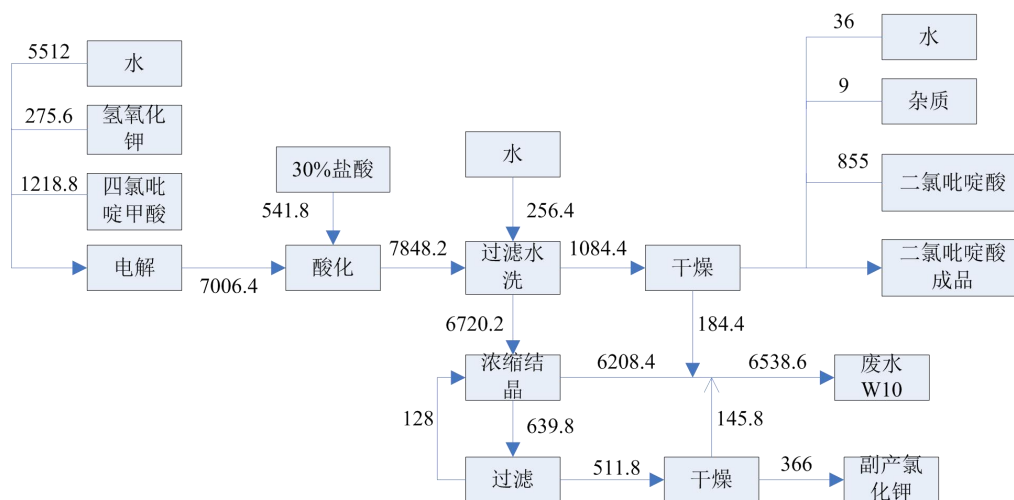 36
水
5512
水
9
杂质
275.6
氢氧化
钾
水
30%盐酸
855
二氯吡啶酸
1218.8
四氯吡
啶甲酸
541.8
256.4
电解
7006.4
酸化
7848.2
过滤水
洗
1084.4
干燥
二氯吡啶酸
成品
6720.2
184.4
浓缩结
晶
6208.4
6538.6
废水
W10
128
639.8
145.8
过滤
511.8
干燥
366
副产氯
化钾